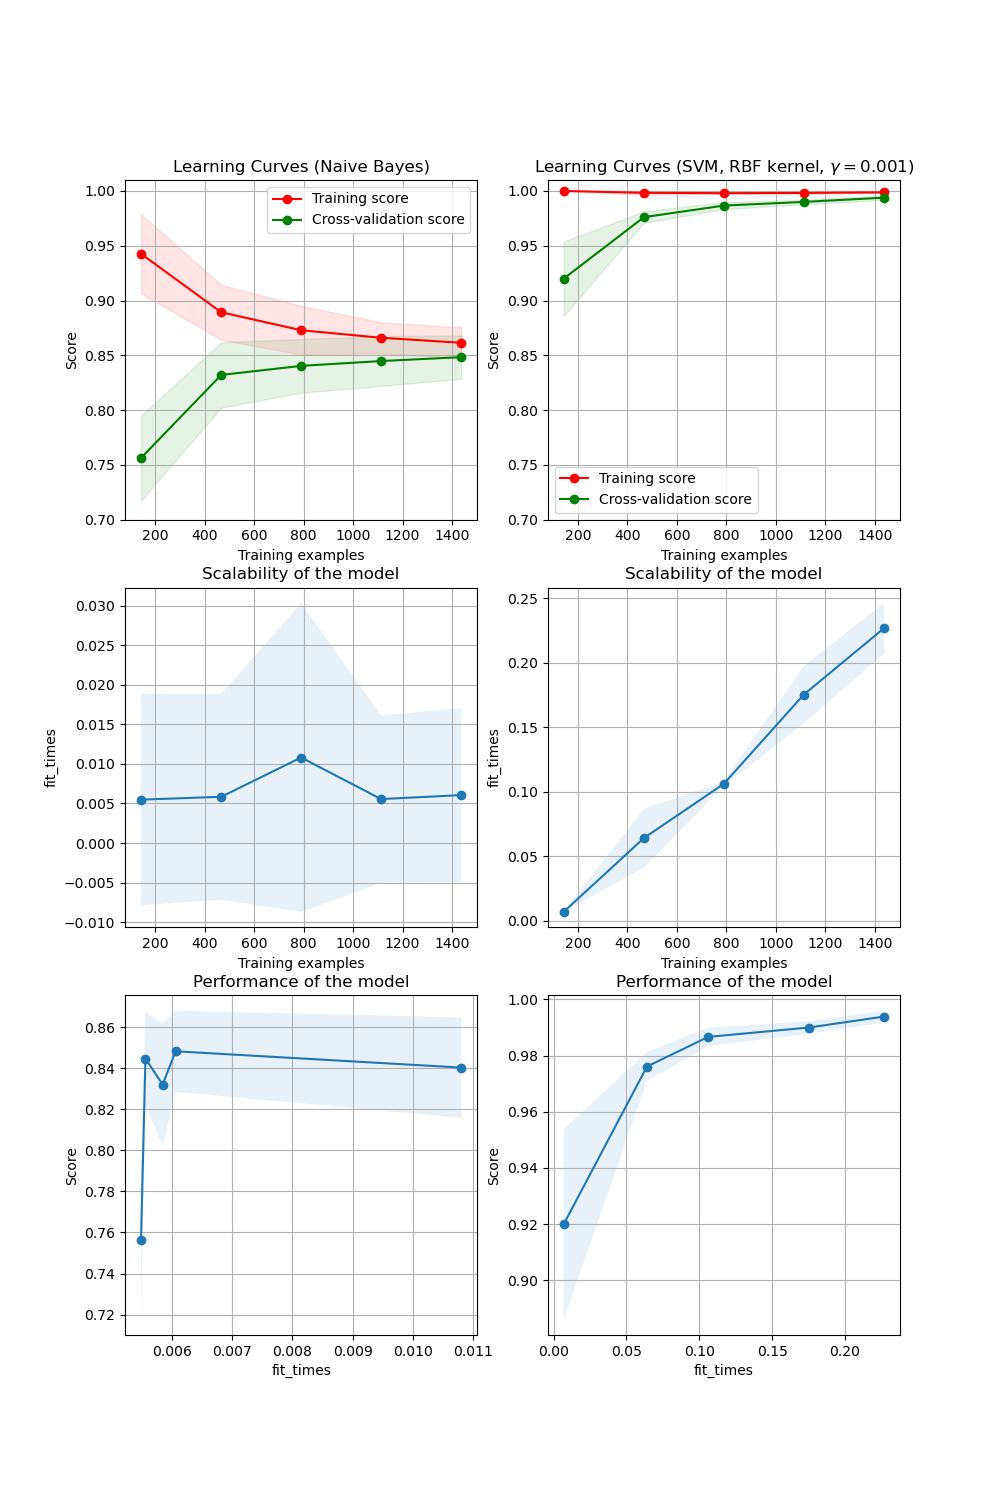 Learning Curves (Naive Bayes)
1.00
0.95
0.90
0.85
0.80
0.75
0.70
Score
Training score
Cross-validation score
200 400 600 800 1000 1200 1400
Training examples
Learning Curves (SVM, RBF kernel, γ = 0.001)
1.00
0.95
0.90
0.85
0.80
0.75
0.70
Score
Training score
Cross-validation score
200 400 600 800 1000 1200 1400
Training examples
Scalability of the model
0.030
0.025
0.020
0.015
0.010
0.005
0.000
−0.005
−0.010
fit_times
200 400 600 800 1000 1200 1400
Training examples
Scalability of the model
0.25
0.20
0.15
0.10
0.05
0.00
fit_times
200 400 600 800 1000 1200 1400
Training examples
Performance of the model
0.86
0.84
0.82
0.80
0.78
0.76
0.74
0.72
Score
0.006 0.007 0.008 0.009 0.010 0.011
fit_times
Performance of the model
1.00
0.98
0.96
0.94
0.92
0.90
Score
0.00 0.05 0.10 0.15 0.20
fit_times